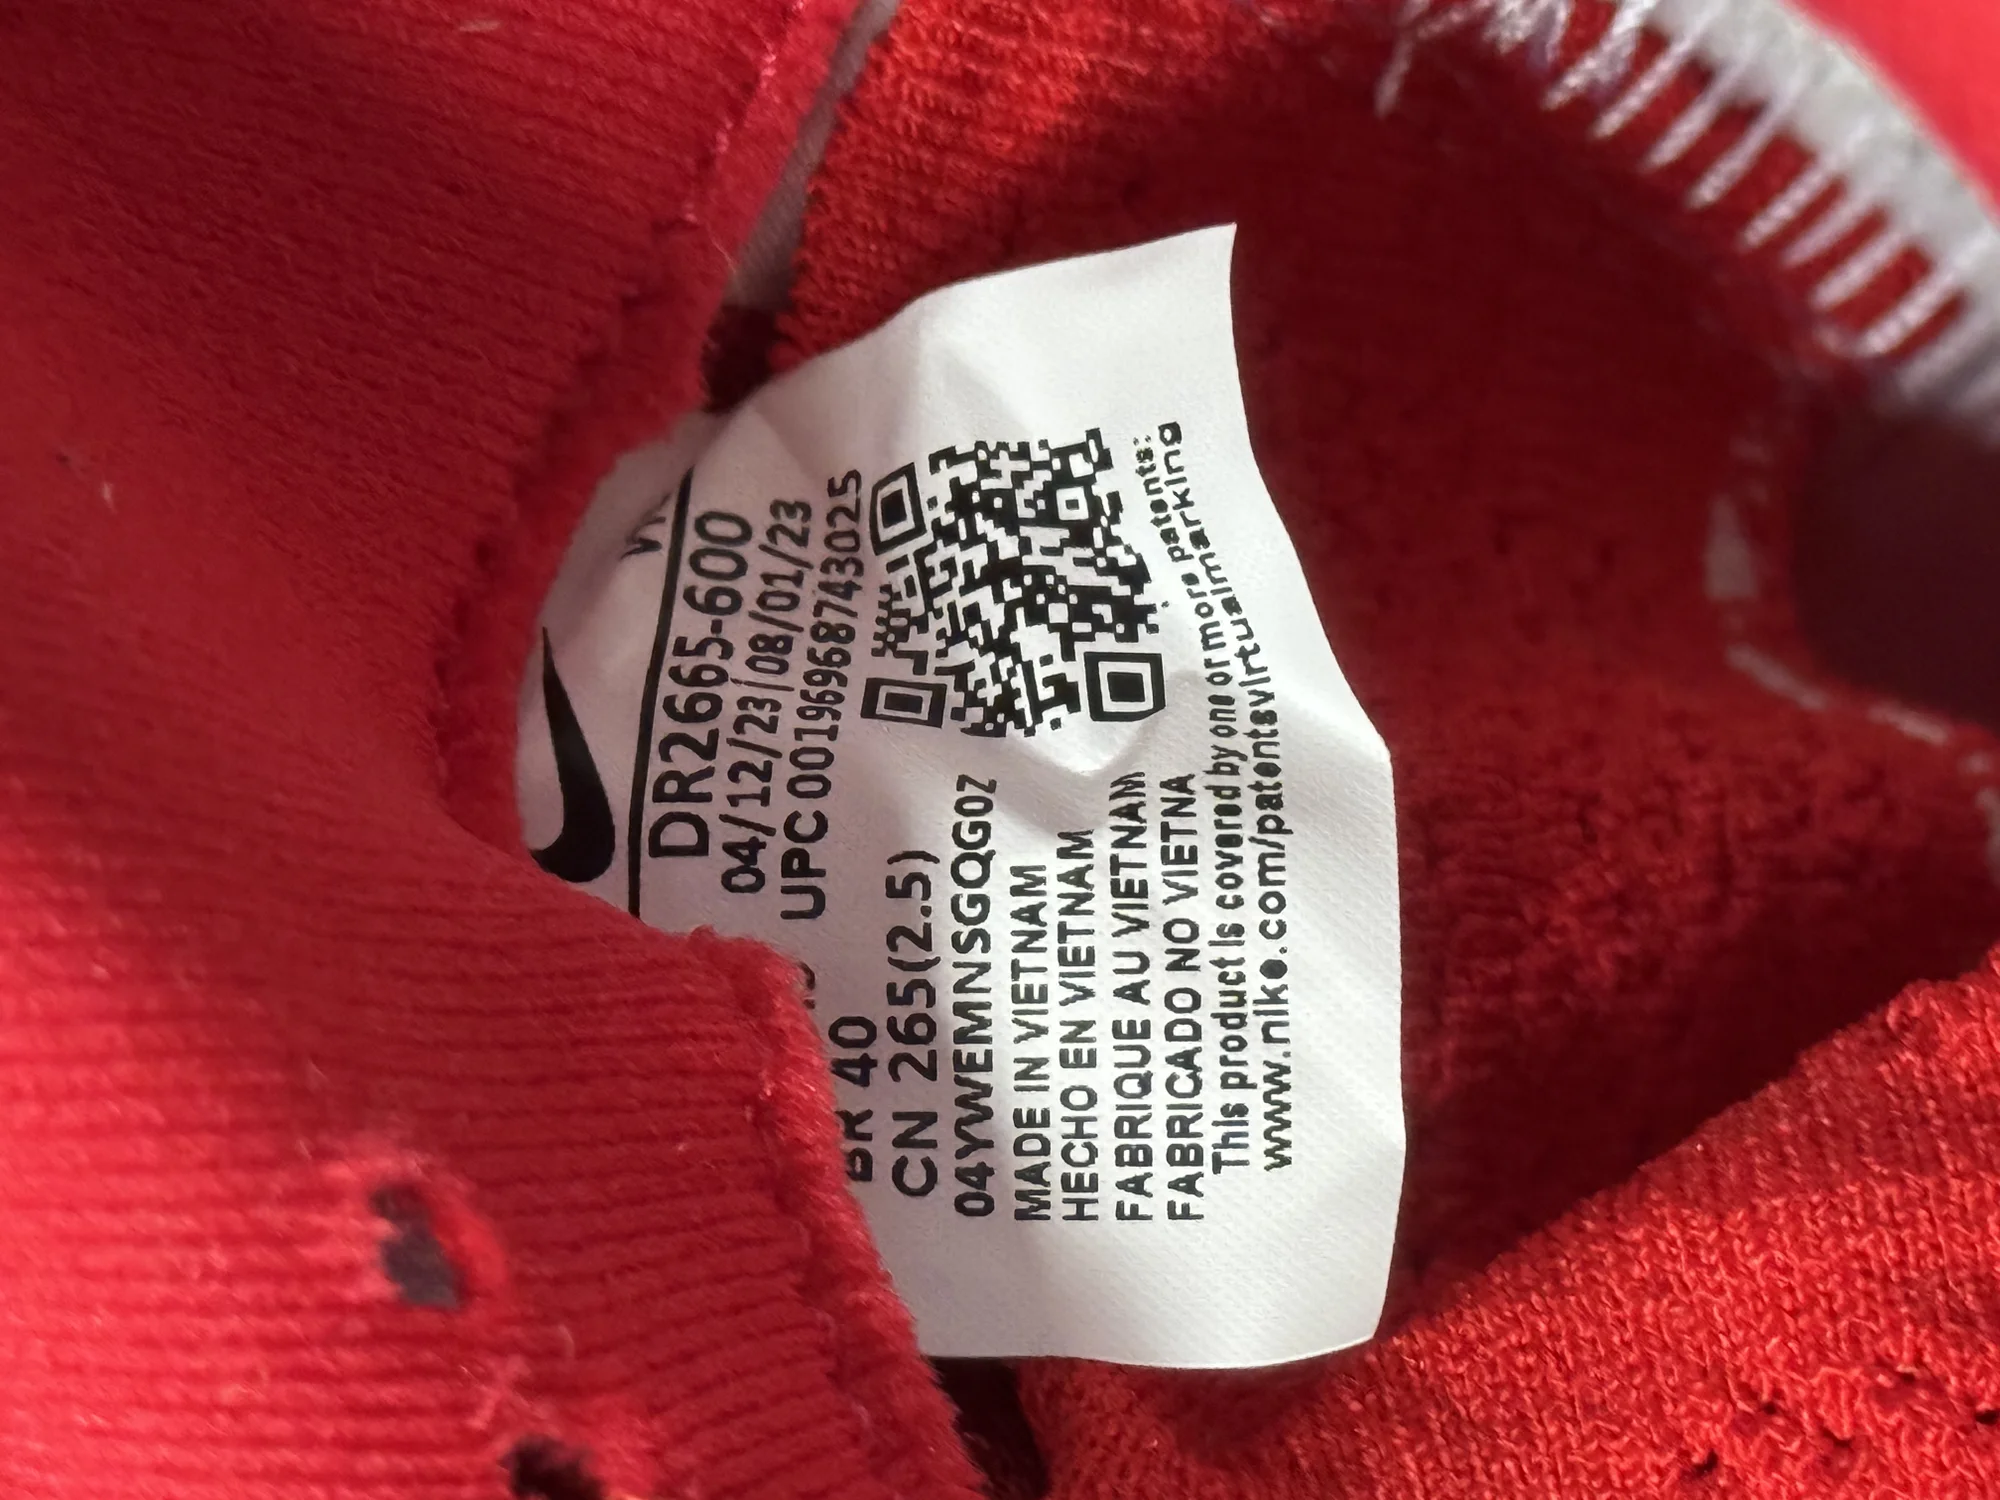 DR2665-600
04/12/23/08/01/23
UPC 00196968743025
BR 40
CN 265(2.5)
04YWEMNSGQG0Z
MADE IN VIETNAM
HECHO EN VIETNAM
FABRIQUE AU VIETNAM
FABRICADO NO VIETNA
This product is covered by one or more patents:
www.nike.com/patentsvirtualmarking